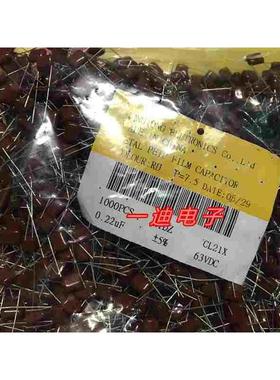 ELECTRONICS Co., Ltd
CHINA
FILM CAPACITOR
P=7.5 DATE:05/29
1000PCS
一迪电子
0.22uF
±5%
CL21X
63VDC